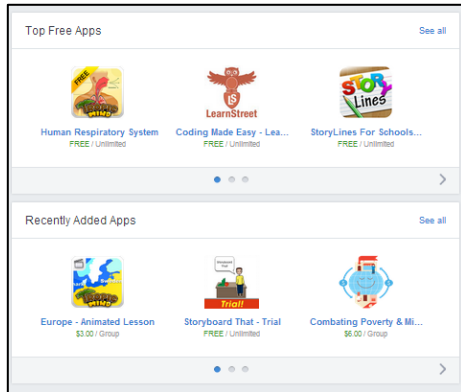 Top Free Apps See all
FREE
LearnStreet
STORY
Lines
Human Respiratory System Coding Made Easy - Lea... StoryLines For Schools...
FREE / Unlimited FREE / Unlimited FREE / Unlimited
Recently Added Apps See all
Storyboard
That
Trial!
Europe - Animated Lesson Storyboard That - Trial Combating Poverty & Mi...
$3.00 / Group FREE / Unlimited $6.00 / Group